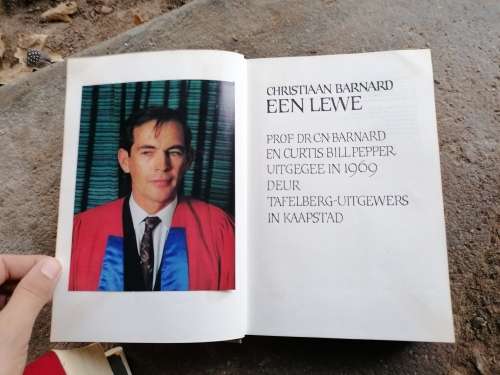 CHRISTIAAN BARNARD
EEN LEWE
PROF DR CN BARNARD
EN CURTIS BILL PEPPER
UITGEGEE IN 1969
DEUR
TAFELBERG-UITGEWERS
IN KAAPSTAD